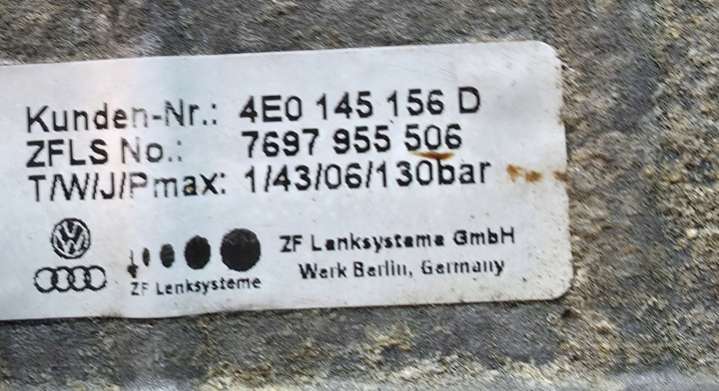 Kunden-Nr.: 4E0 145 156 D
ZFLS No.: 7697 955 506
T/W/J/Pmax: 1/43/06/130bar
ZF Lenksysteme GmbH
Werk Berlin, Germany
ZF Lenksysteme